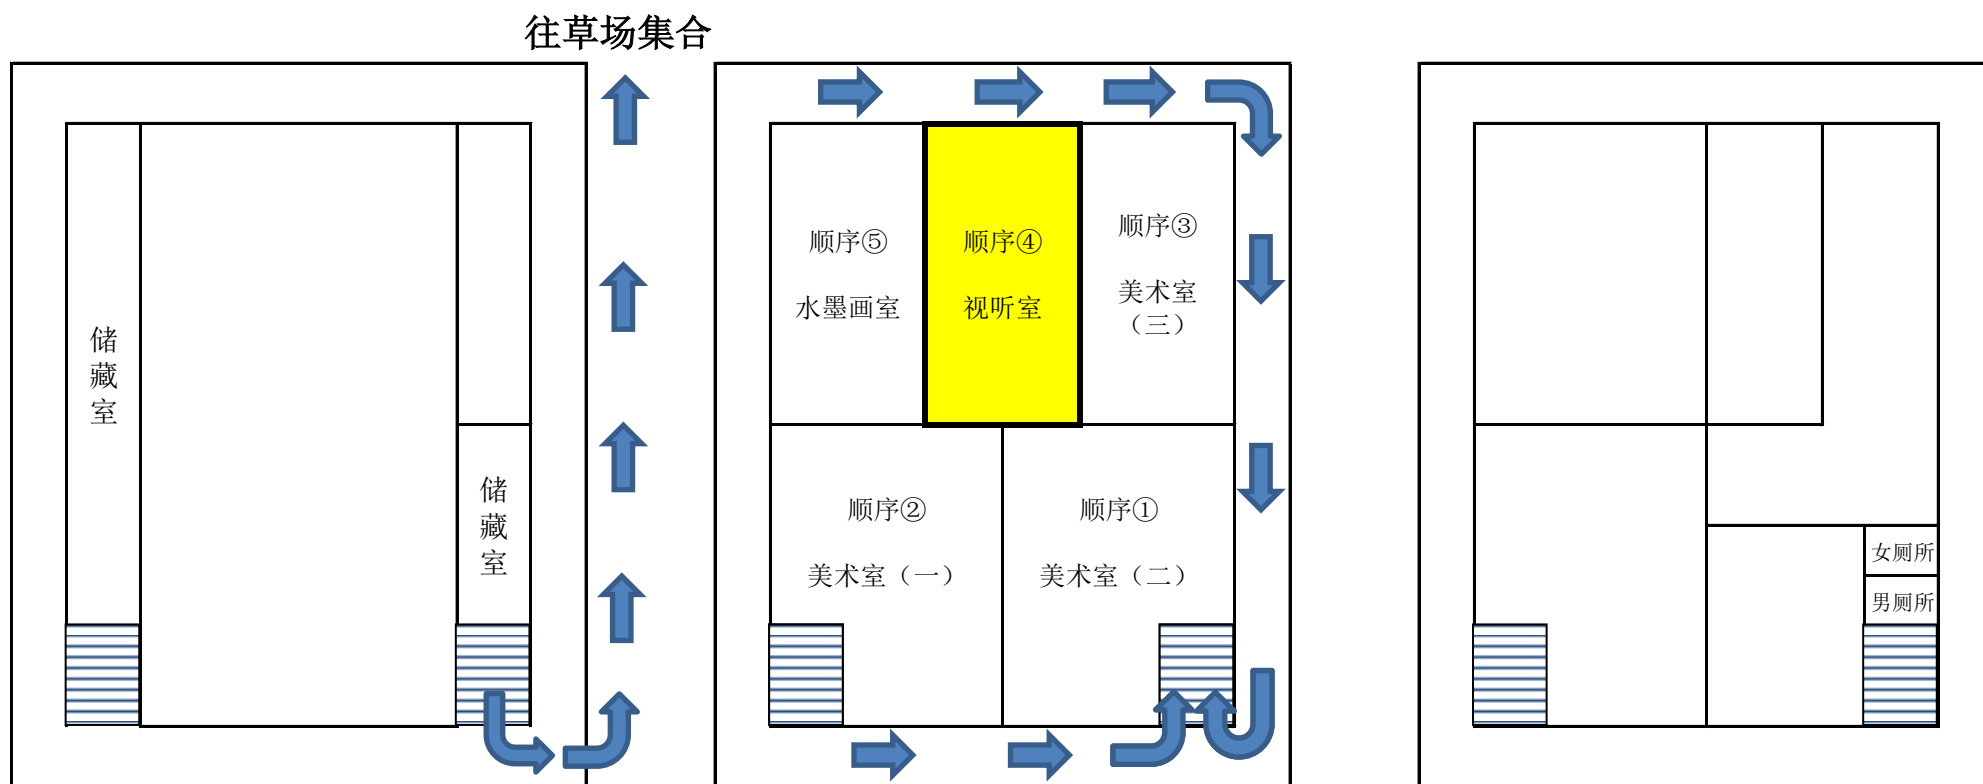 往草场集合
储
藏
室
储
藏
室
顺序⑤
水墨画室
顺序④
视听室
顺序③
美术室
（三）
顺序②
美术室（一）
顺序①
美术室（二）
女厕所
男厕所